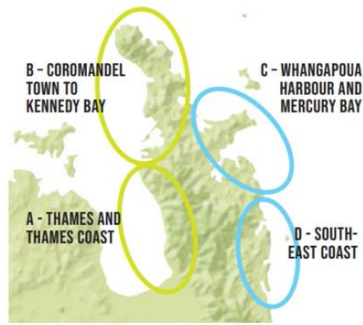 B – COROMANDEL
TOWN TO
KENNEDY BAY
C – WHANGAPOUA
HARBOUR AND
MERCURY BAY
A - THAMES AND
THAMES COAST
D - SOUTH-
EAST COAST